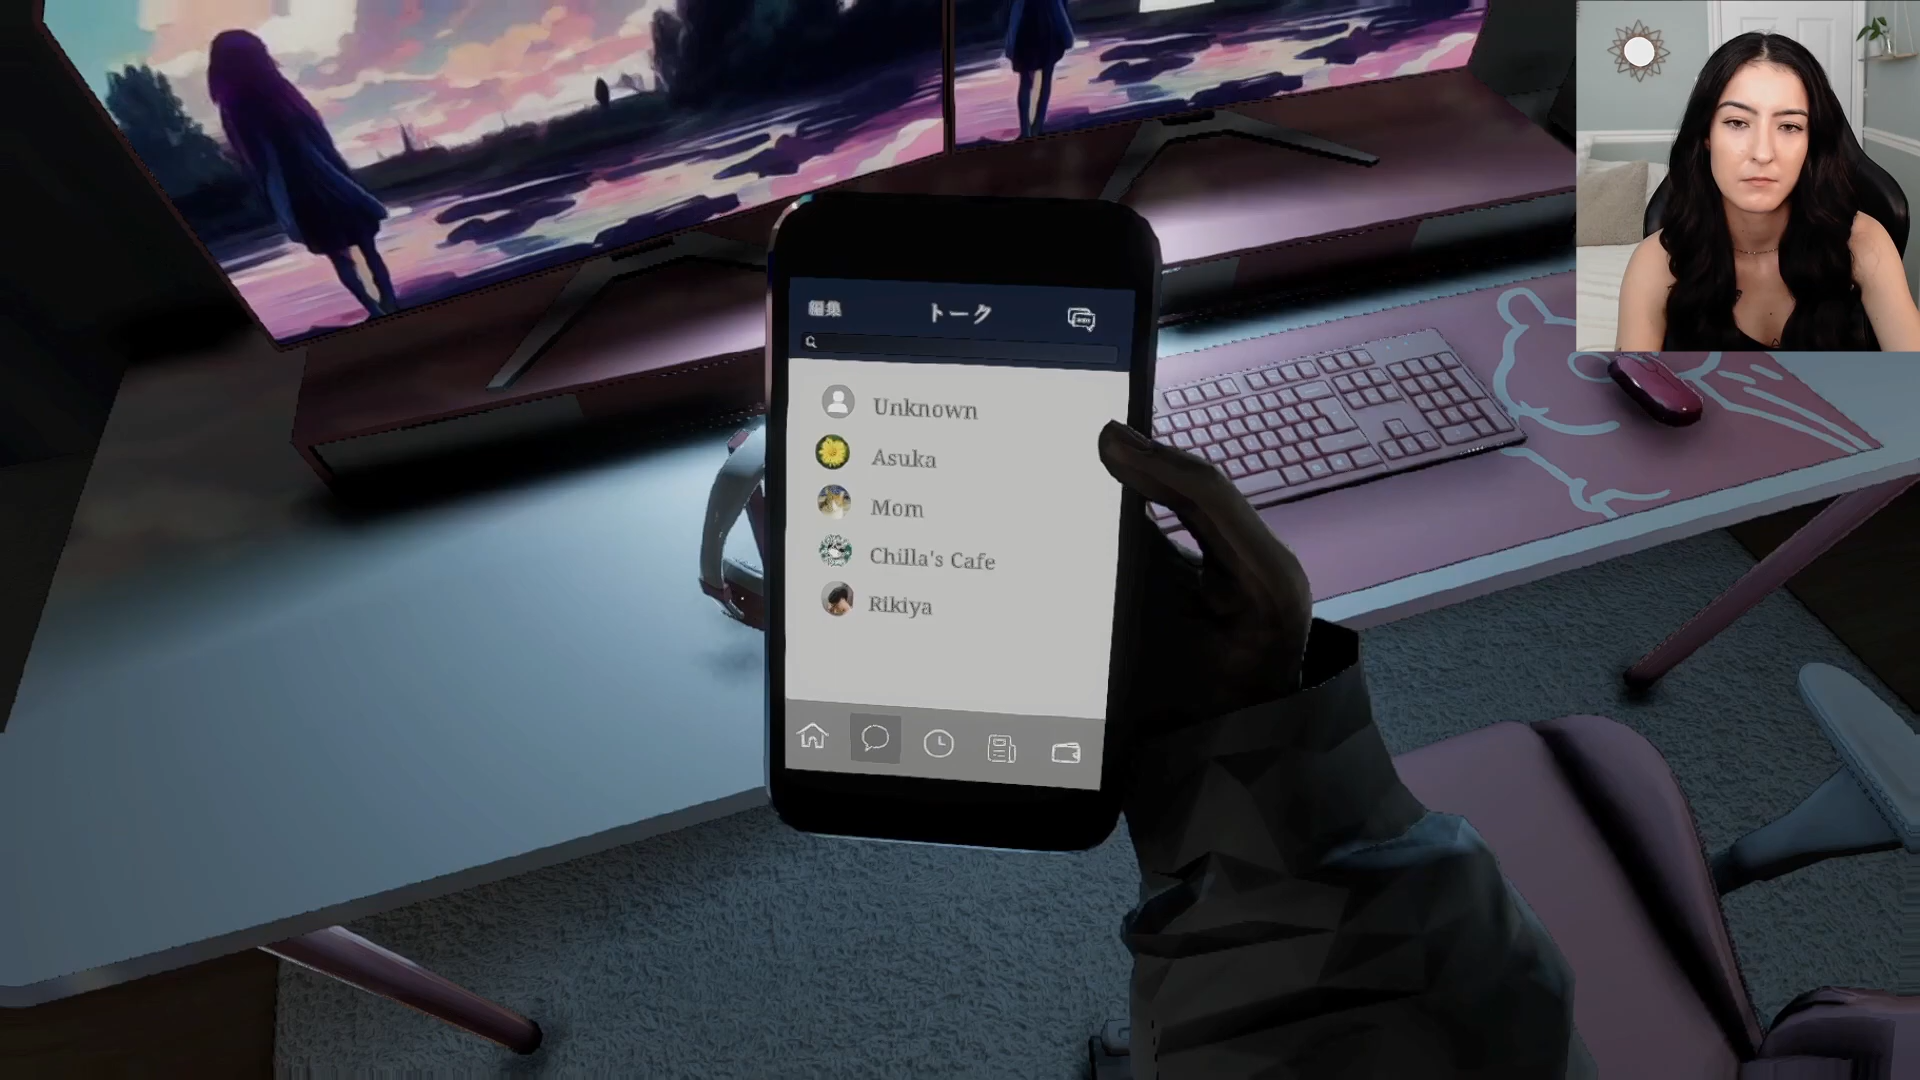 編集
トーク
Unknown
Asuka
Mom
Chilla's Cafe
Rikiya